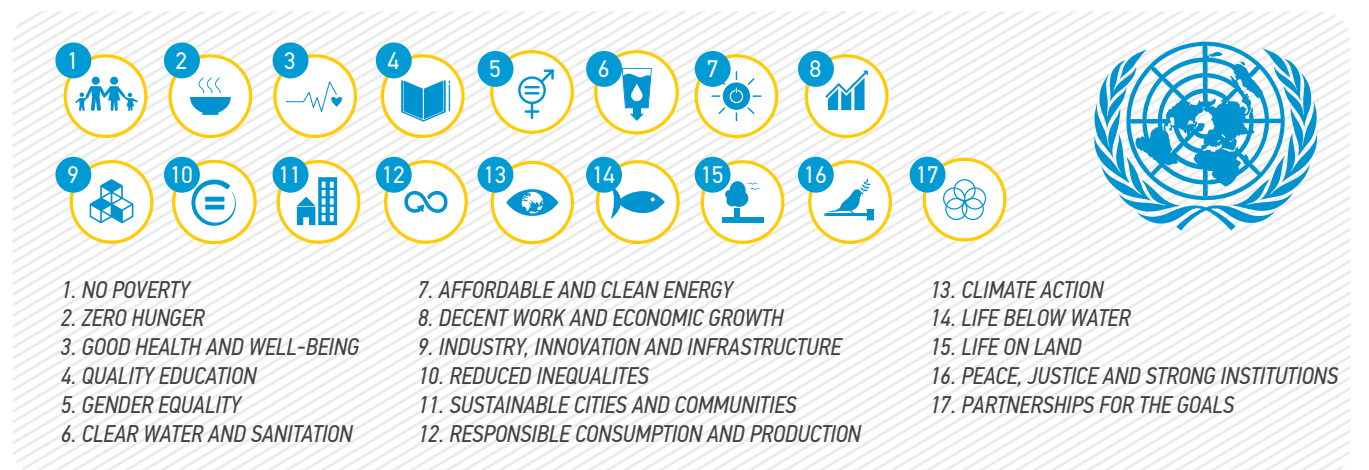 1 2 3 4 5 6 7 8
9 10 11 12 13 14 15 16 17
1. NO POVERTY
2. ZERO HUNGER
3. GOOD HEALTH AND WELL-BEING
4. QUALITY EDUCATION
5. GENDER EQUALITY
6. CLEAR WATER AND SANITATION
7. AFFORDABLE AND CLEAN ENERGY
8. DECENT WORK AND ECONOMIC GROWTH
9. INDUSTRY, INNOVATION AND INFRASTRUCTURE
10. REDUCED INEQUALITES
11. SUSTAINABLE CITIES AND COMMUNITIES
12. RESPONSIBLE CONSUMPTION AND PRODUCTION
13. CLIMATE ACTION
14. LIFE BELOW WATER
15. LIFE ON LAND
16. PEACE, JUSTICE AND STRONG INSTITUTIONS
17. PARTNERSHIPS FOR THE GOALS